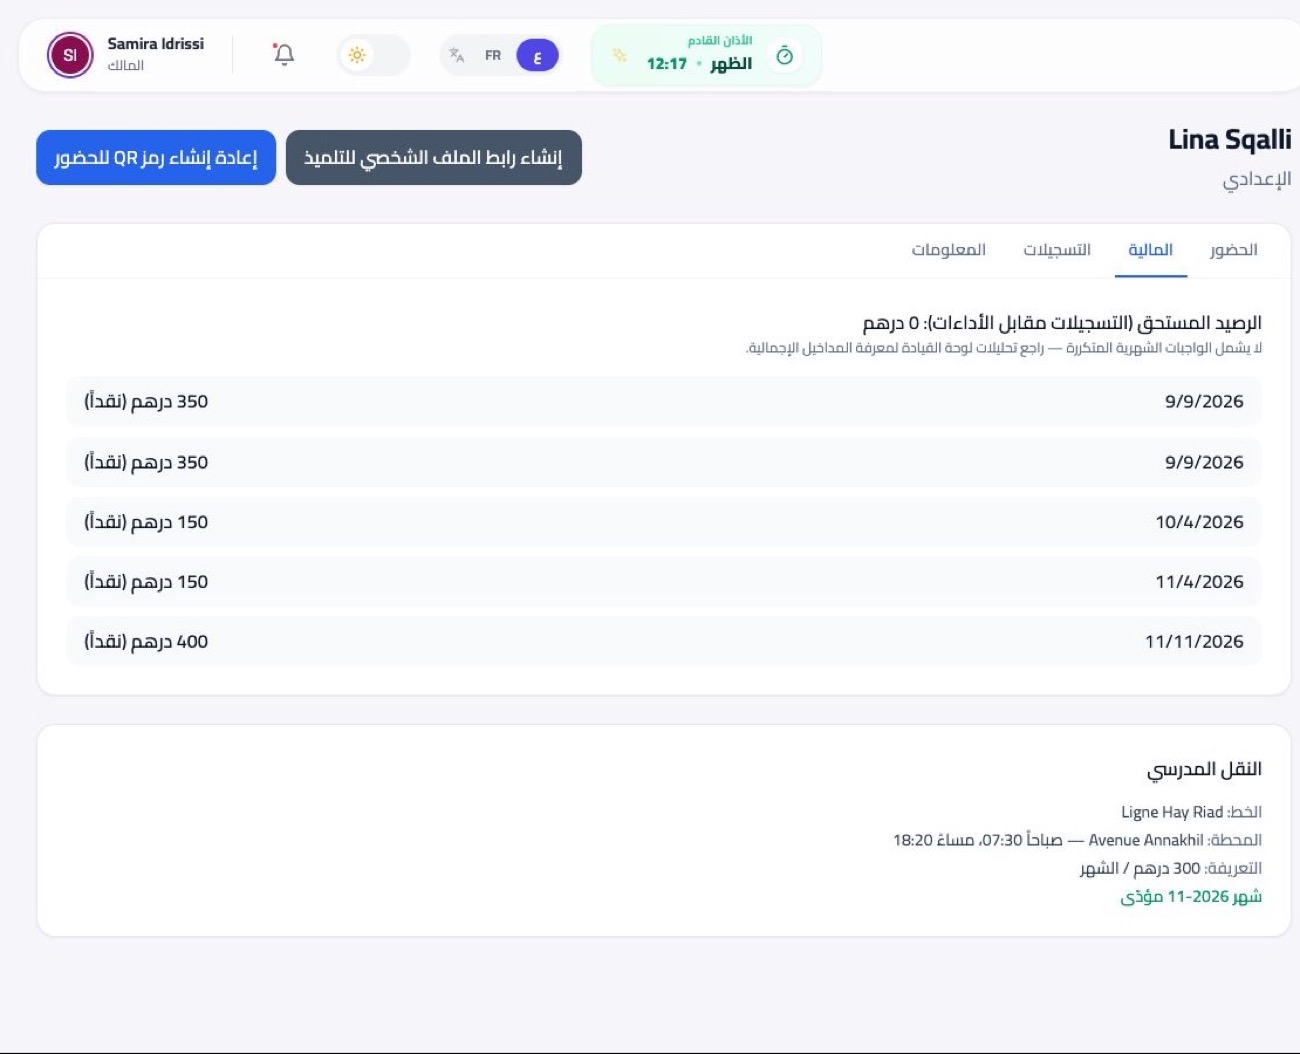 الأذان القادم
الظهر • 12:17
ع FR
Samira Idrissi
المالك
SI
Lina Sqalli
الإعدادي
إنشاء رابط الملف الشخصي للتلميذ
إعادة إنشاء رمز QR للحضور
الحضور المالية التسجيلات المعلومات
الرصيد المستحق (التسجيلات مقابل الأداءات): 0 درهم
لا يشمل الواجبات الشهرية المتكررة — راجع تحليلات لوحة القيادة لمعرفة المداخيل الإجمالية.
9/9/2026 350 درهم (نقداً)
9/9/2026 350 درهم (نقداً)
10/4/2026 150 درهم (نقداً)
11/4/2026 150 درهم (نقداً)
11/11/2026 400 درهم (نقداً)
النقل المدرسي
الخط: Ligne Hay Riad
المحطة: Avenue Annakhil — صباحاً 07:30، مساءً 18:20
التعريفة: 300 درهم / الشهر
شهر 2026-11 مؤدّى